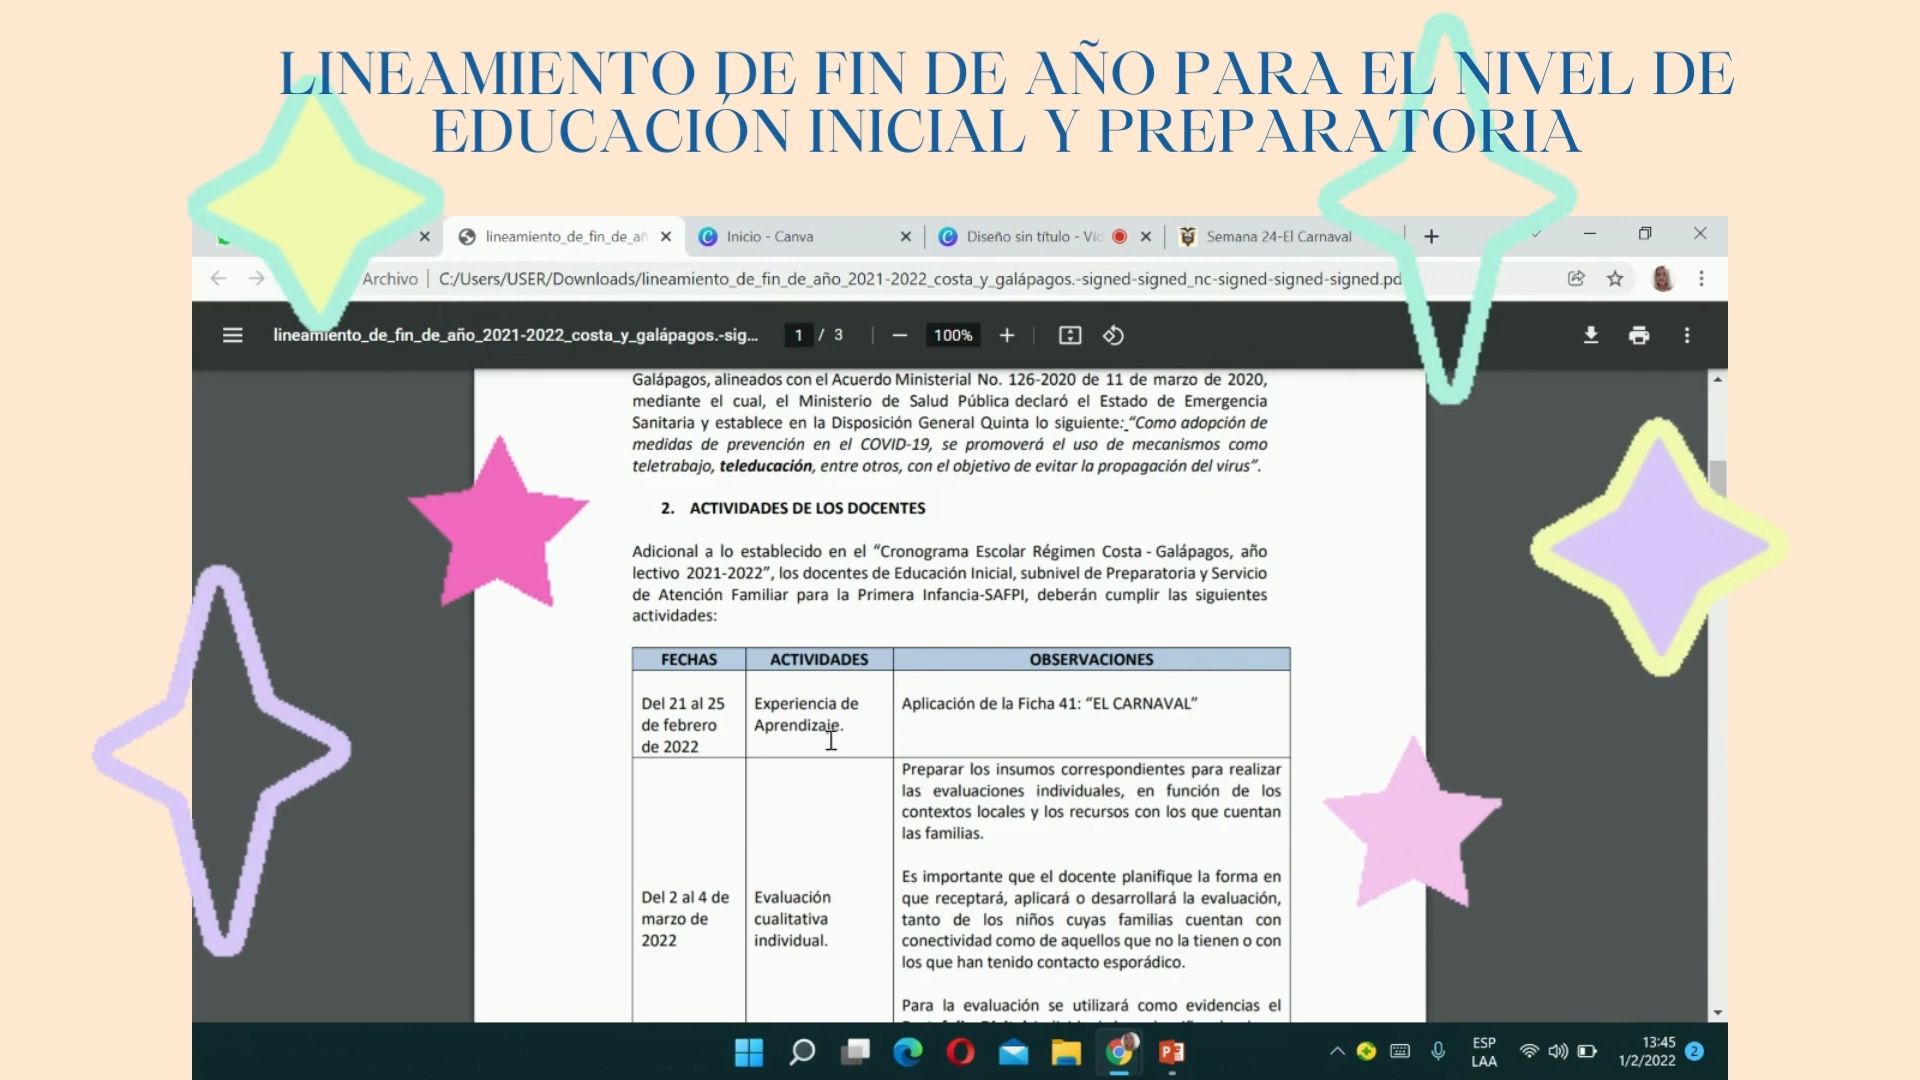 LINEAMIENTO DE FIN DE AÑO PARA EL NIVEL DE
EDUCACIÓN INICIAL Y PREPARATORIA
lineamiento_de_fin_de_añ
Inicio - Canva
Diseño sin título - Víd
Semana 24-El Carnaval
Archivo
C:/Users/USER/Downloads/lineamiento_de_fin_de_año_2021-2022_costa_y_galápagos.-signed-signed_nc-signed-signed-signed.pd
lineamiento_de_fin_de_año_2021-2022_costa_y_galápagos.-sig...
1 / 3
100%
Galápagos, alineados con el Acuerdo Ministerial No. 126-2020 de 11 de marzo de 2020,
mediante el cual, el Ministerio de Salud Pública declaró el Estado de Emergencia
Sanitaria y establece en la Disposición General Quinta lo siguiente: “Como adopción de
medidas de prevención en el COVID-19, se promoverá el uso de mecanismos como
teletrabajo, teleducación, entre otros, con el objetivo de evitar la propagación del virus”.
2. ACTIVIDADES DE LOS DOCENTES
Adicional a lo establecido en el “Cronograma Escolar Régimen Costa - Galápagos, año
lectivo 2021-2022”, los docentes de Educación Inicial, subnivel de Preparatoria y Servicio
de Atención Familiar para la Primera Infancia-SAFPI, deberán cumplir las siguientes
actividades:
FECHAS
ACTIVIDADES
OBSERVACIONES
Del 21 al 25
de febrero
de 2022
Experiencia de
Aprendizaje.
Aplicación de la Ficha 41: “EL CARNAVAL”
Del 2 al 4 de
marzo de
2022
Evaluación
cualitativa
individual.
Preparar los insumos correspondientes para realizar
las evaluaciones individuales, en función de los
contextos locales y los recursos con los que cuentan
las familias.
Es importante que el docente planifique la forma en
que receptará, aplicará o desarrollará la evaluación,
tanto de los niños cuyas familias cuentan con
conectividad como de aquellos que no la tienen o con
los que han tenido contacto esporádico.
Para la evaluación se utilizará como evidencias el
ESP
LAA
13:45
1/2/2022
2